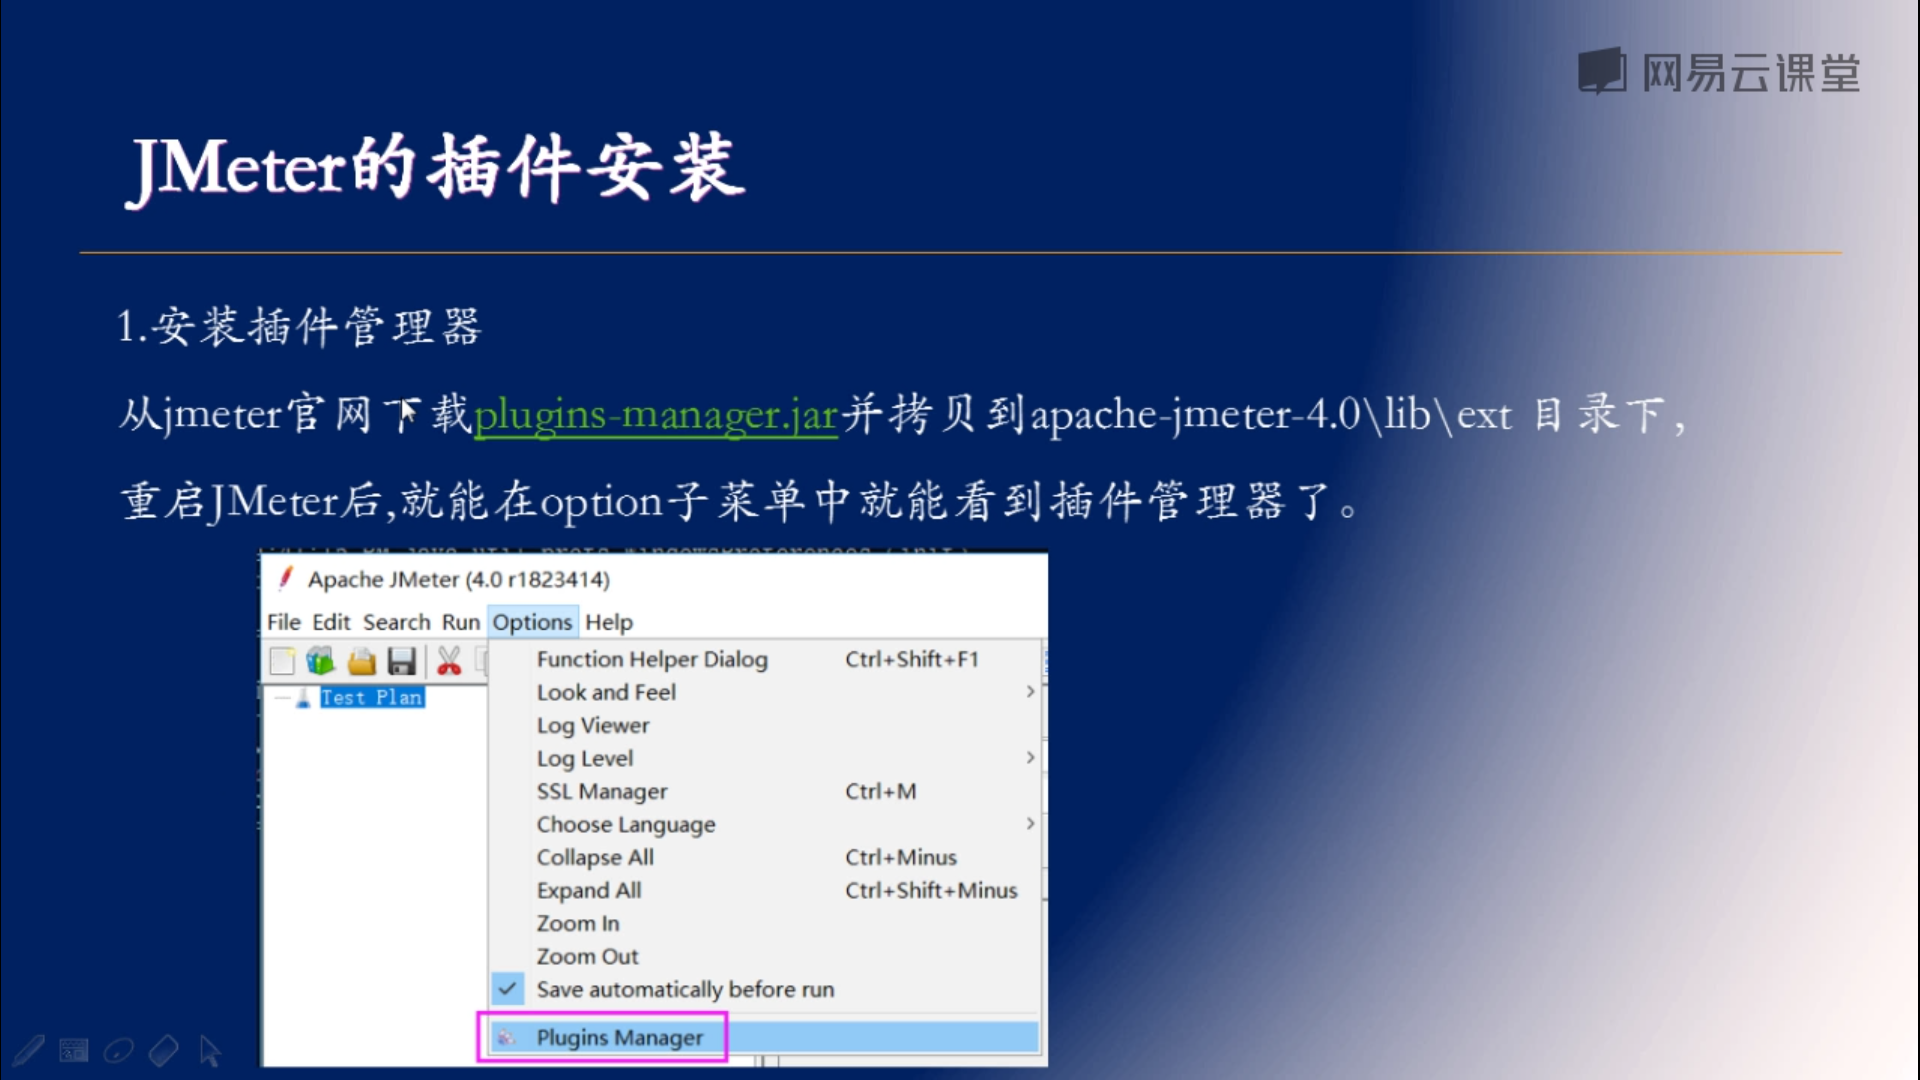 网易云课堂
JMeter的插件安装
1.安装插件管理器
从jmeter官网下载plugins-manager.jar并拷贝到apache-jmeter-4.0\lib\ext 目录下,
重启JMeter后,就能在option子菜单中就能看到插件管理器了。
Apache JMeter (4.0 r1823414)
File Edit Search Run Options Help
Function Helper Dialog Ctrl+Shift+F1
Test Plan
Look and Feel
Log Viewer
Log Level
SSL Manager Ctrl+M
Choose Language
Collapse All Ctrl+Minus
Expand All Ctrl+Shift+Minus
Zoom In
Zoom Out
Save automatically before run
Plugins Manager